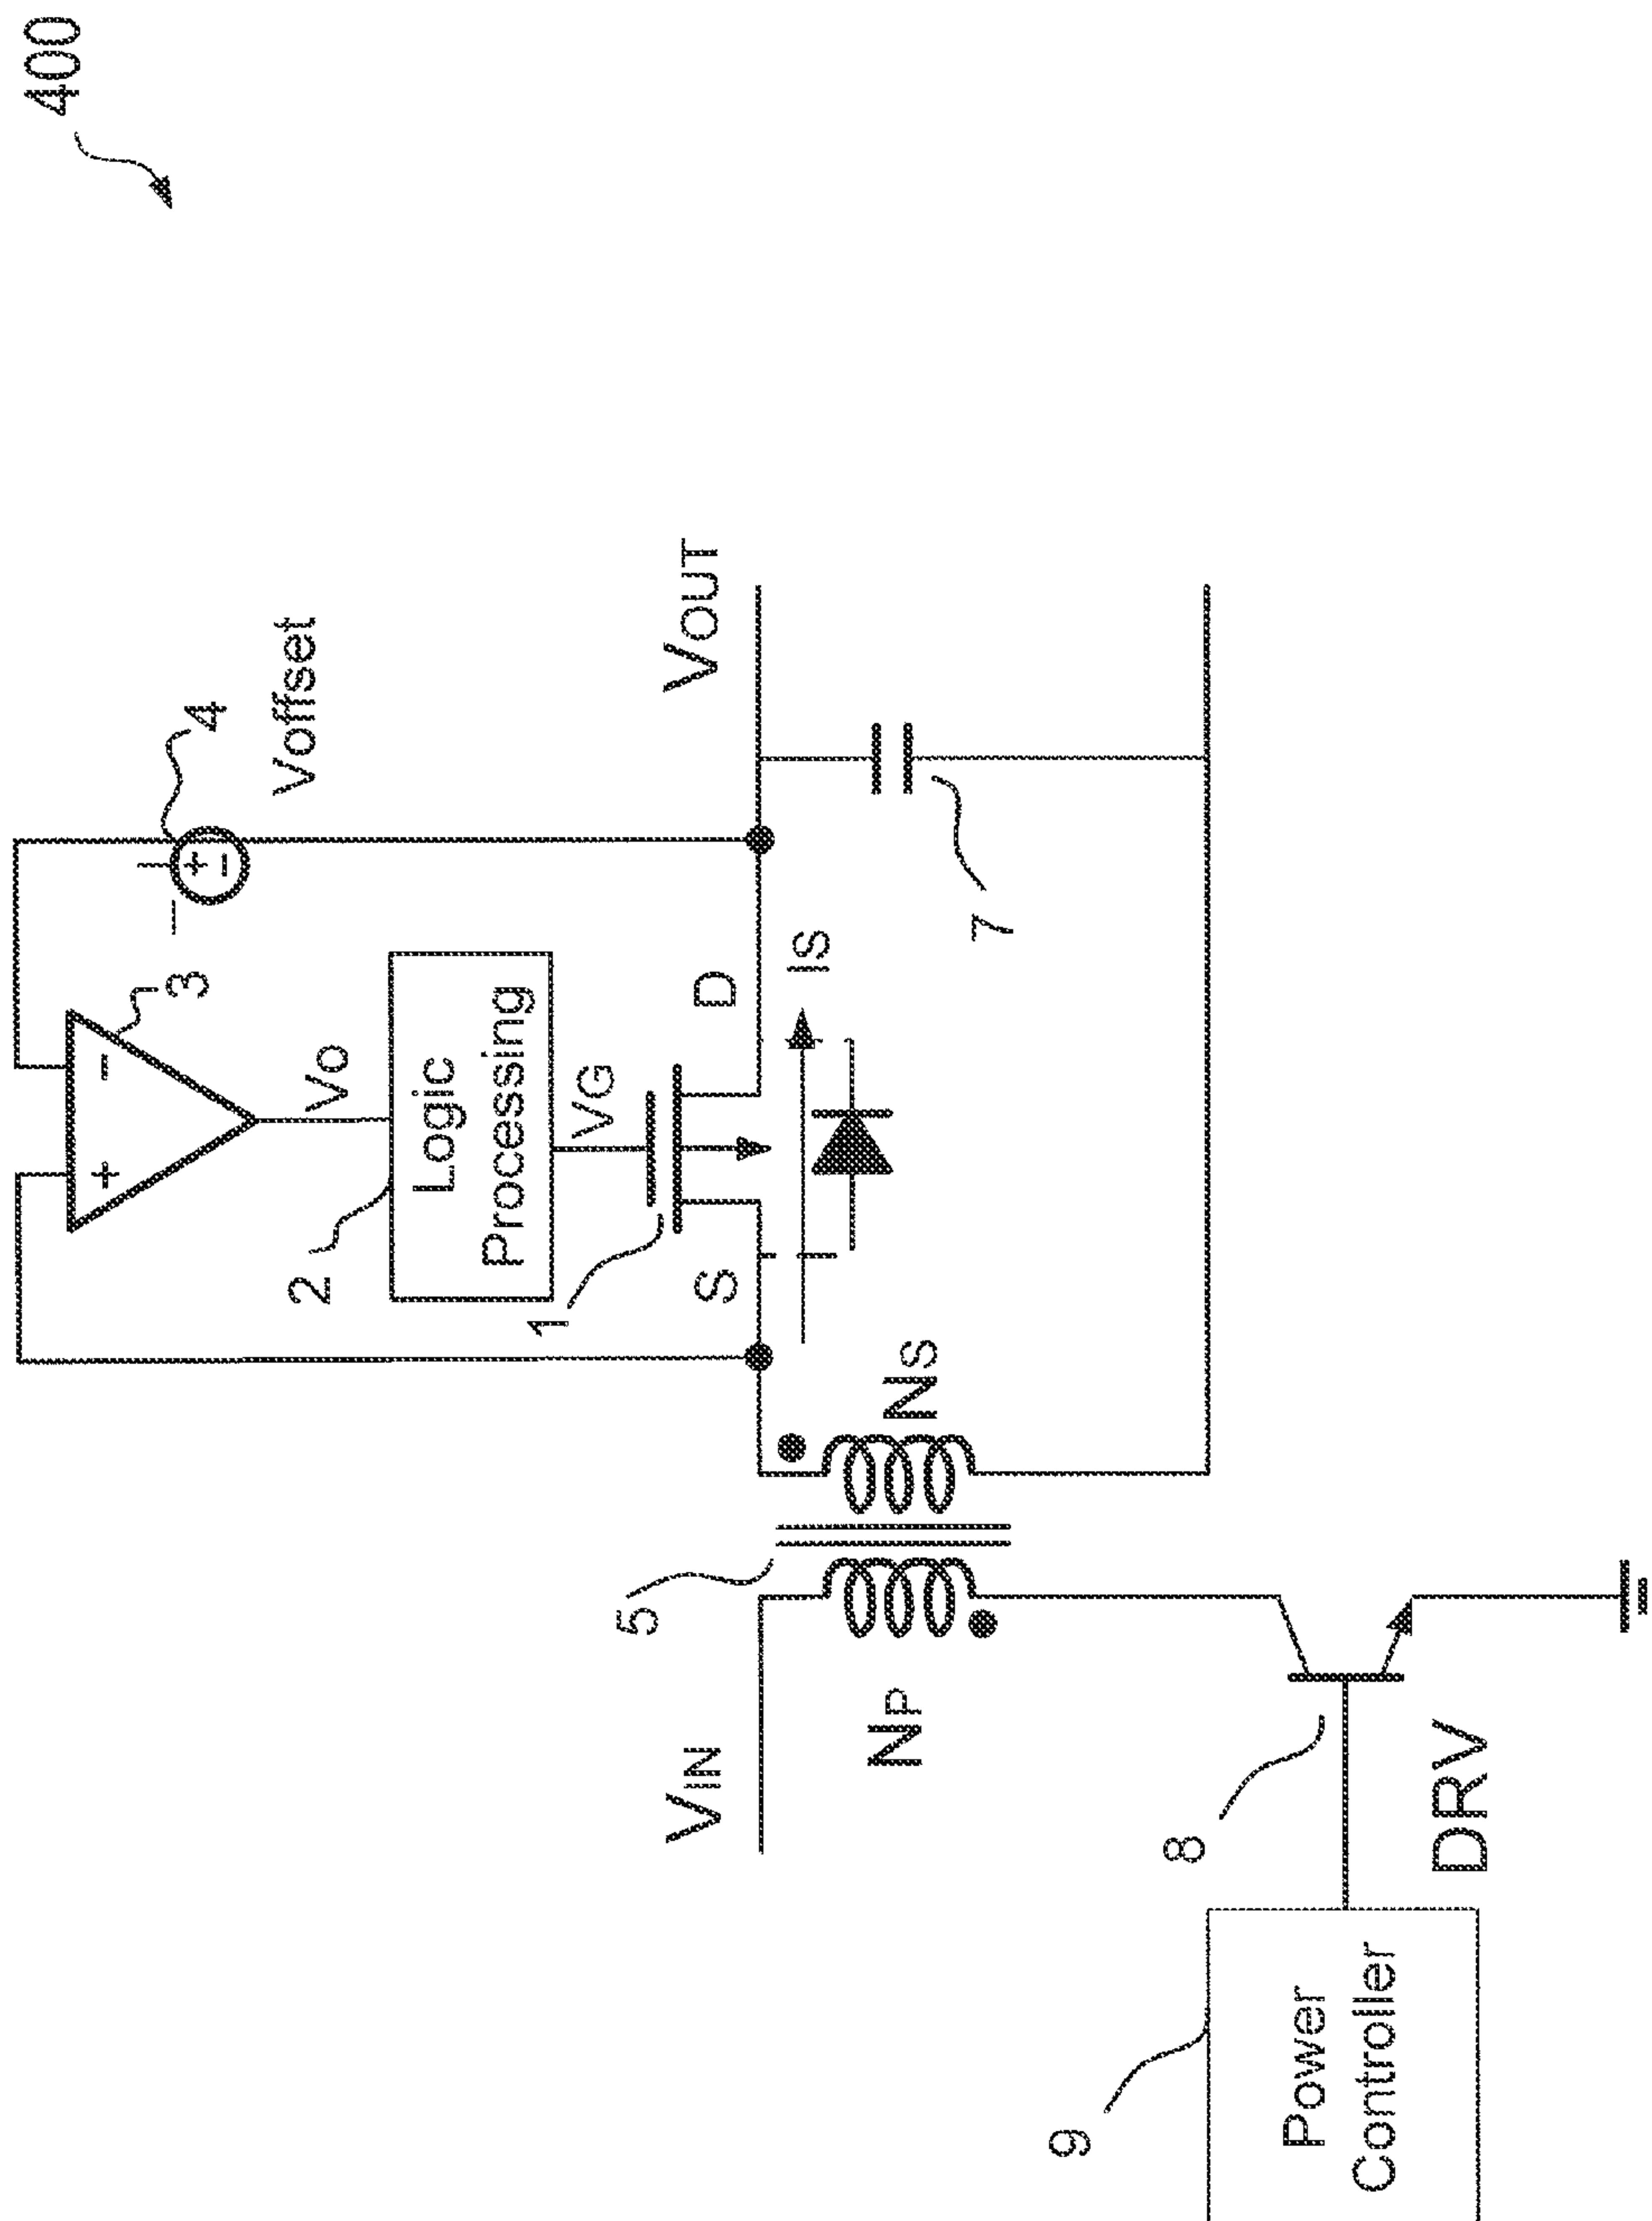 400
3
+
−
4
+
−
Voffset
Vo
2
Logic
Processing
VG
1
S
D
VOUT
IS
7
5
NS
VIN
NP
8
DRV
9
Power
Controller